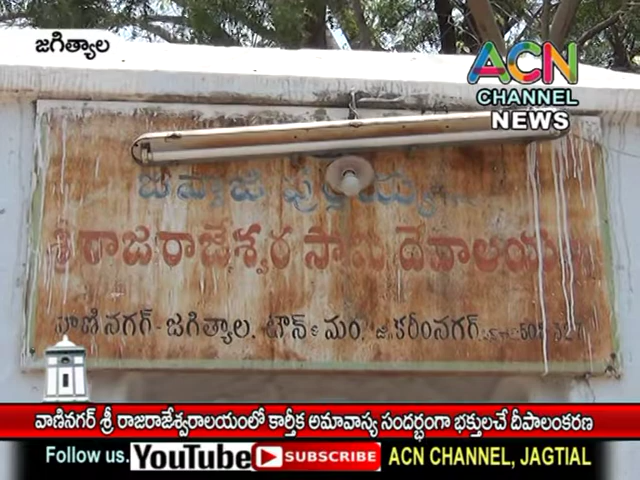 జగిత్యాల
ACN
CHANNEL
NEWS
శ్రీ రాజరాజేశ్వర స్వామి దేవాలయము
వాణినగర్-జగిత్యాల. టౌన్ & మం. జి. కరీంనగర్
వాణినగర్ శ్రీ రాజరాజేశ్వరాలయంలో కార్తీక అమావాస్య సందర్భంగా భక్తులచే దీపాలంకరణ
Follow us. YouTube SUBSCRIBE ACN CHANNEL, JAGTIAL